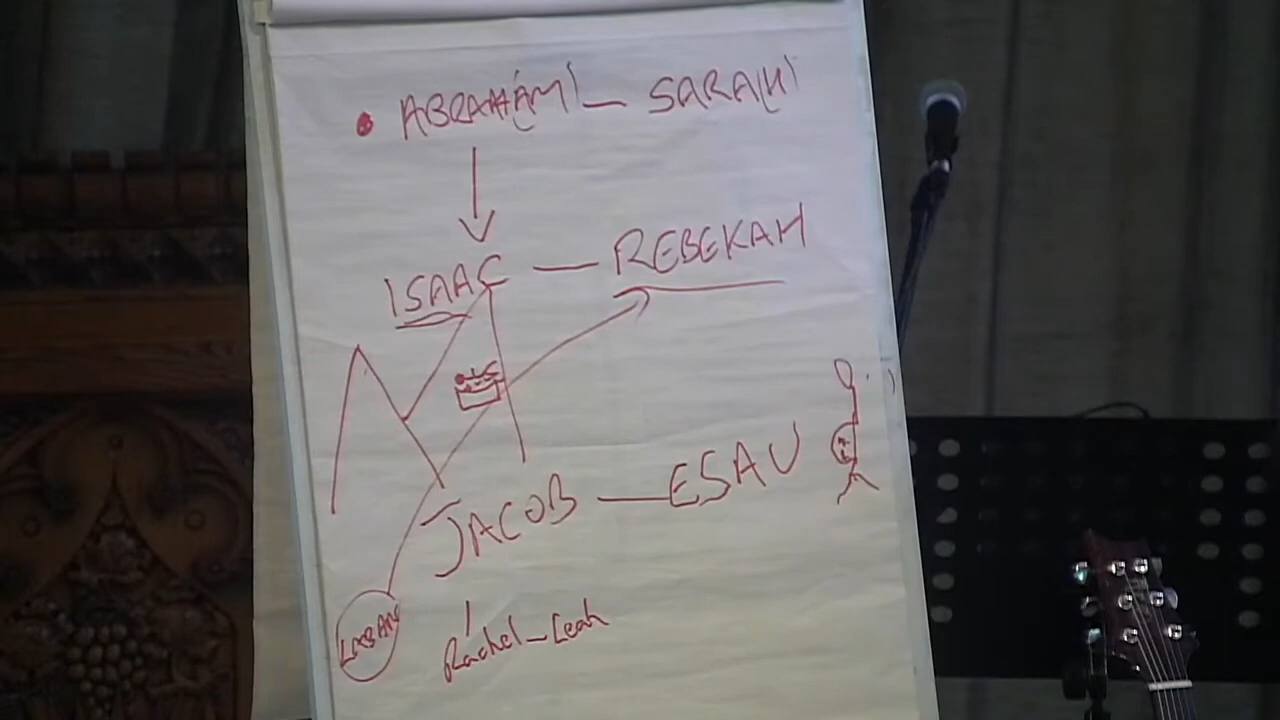 • ABRAHAM — SARAH
ISAAC — REBEKAH
JACOB — ESAU
LABAN
Rachel - Leah